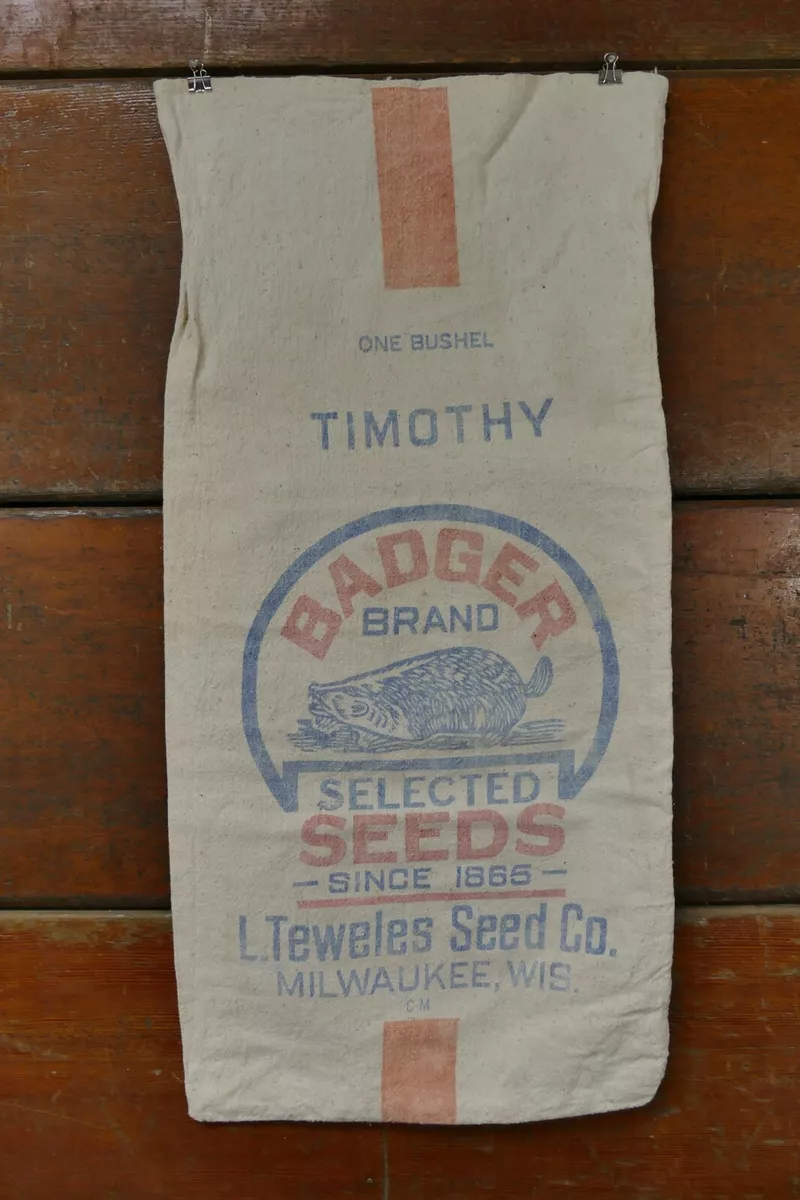 ONE BUSHEL
TIMOTHY
BADGER
BRAND
SELECTED
SEEDS
- SINCE 1865 -
L.Teweles Seed Co.
MILWAUKEE, WIS.
C-M